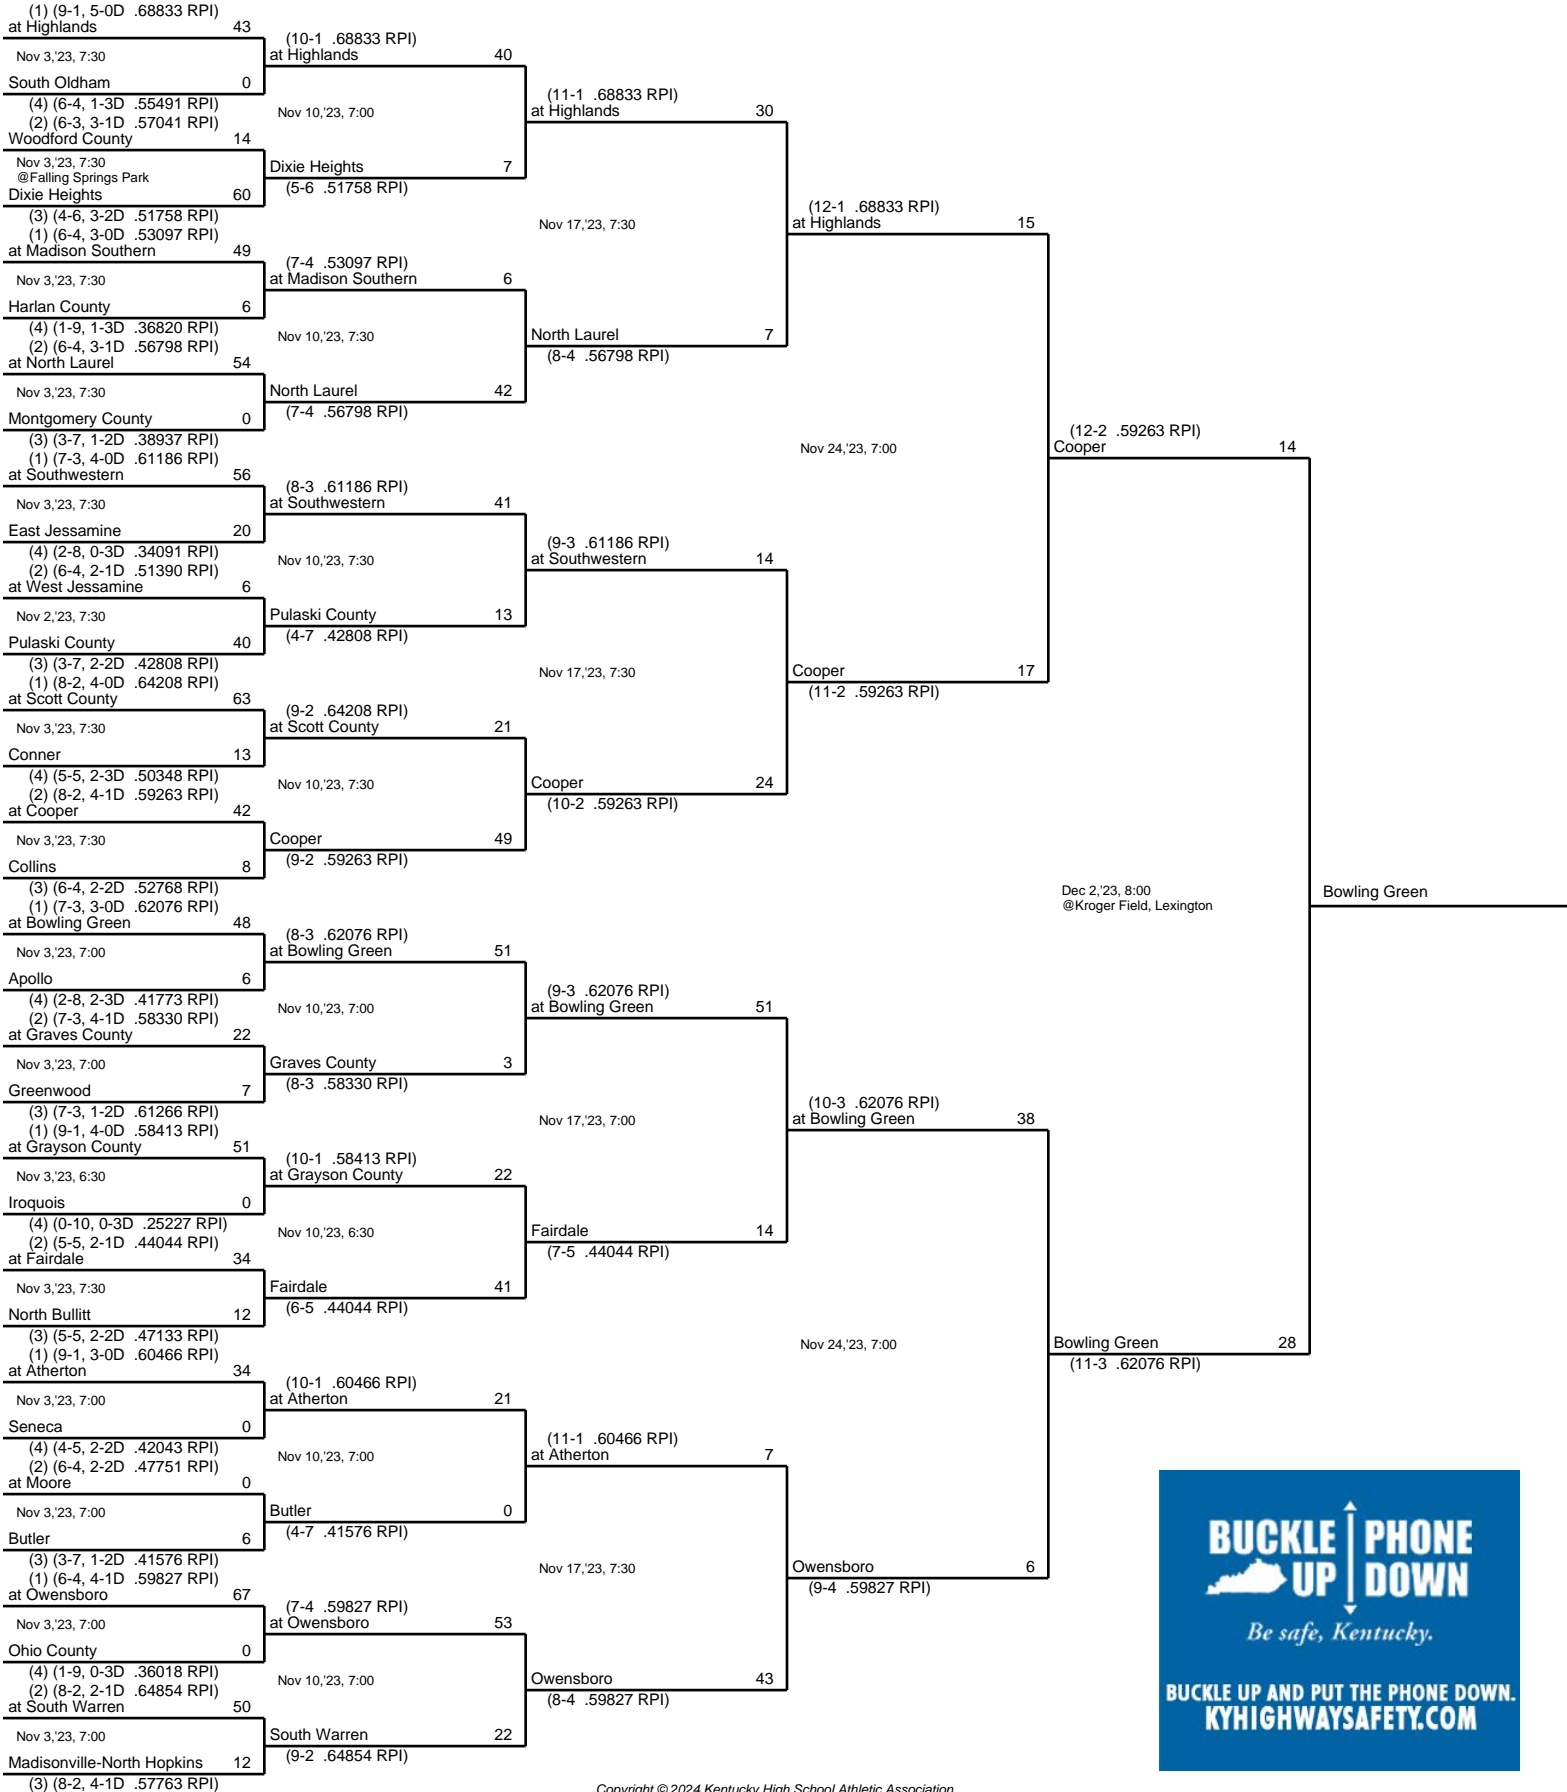 (1) (9-1, 5-0D .68833 RPI)
at Highlands 43
Nov 3,'23, 7:30
South Oldham 0
(4) (6-4, 1-3D .55491 RPI)
(2) (6-3, 3-1D .57041 RPI)
Woodford County 14
Nov 3,'23, 7:30
@Falling Springs Park
Dixie Heights 60
(3) (4-6, 3-2D .51758 RPI)
(1) (6-4, 3-0D .53097 RPI)
at Madison Southern 49
Nov 3,'23, 7:30
Harlan County 6
(4) (1-9, 1-3D .36820 RPI)
(2) (6-4, 3-1D .56798 RPI)
at North Laurel 54
Nov 3,'23, 7:30
Montgomery County 0
(3) (3-7, 1-2D .38937 RPI)
(1) (7-3, 4-0D .61186 RPI)
at Southwestern 56
Nov 3,'23, 7:30
East Jessamine 20
(4) (2-8, 0-3D .34091 RPI)
(2) (6-4, 2-1D .51390 RPI)
at West Jessamine 6
Nov 2,'23, 7:30
Pulaski County 40
(3) (3-7, 2-2D .42808 RPI)
(1) (8-2, 4-0D .64208 RPI)
at Scott County 63
Nov 3,'23, 7:30
Conner 13
(4) (5-5, 2-3D .50348 RPI)
(2) (8-2, 4-1D .59263 RPI)
at Cooper 42
Nov 3,'23, 7:30
Collins 8
(3) (6-4, 2-2D .52768 RPI)
(1) (7-3, 3-0D .62076 RPI)
at Bowling Green 48
Nov 3,'23, 7:00
Apollo 6
(4) (2-8, 2-3D .41773 RPI)
(2) (7-3, 4-1D .58330 RPI)
at Graves County 22
Nov 3,'23, 7:00
Greenwood 7
(3) (7-3, 1-2D .61266 RPI)
(1) (9-1, 4-0D .58413 RPI)
at Grayson County 51
Nov 3,'23, 6:30
Iroquois 0
(4) (0-10, 0-3D .25227 RPI)
(2) (5-5, 2-1D .44044 RPI)
at Fairdale 34
Nov 3,'23, 7:30
North Bullitt 12
(3) (5-5, 2-2D .47133 RPI)
(1) (9-1, 3-0D .60466 RPI)
at Atherton 34
Nov 3,'23, 7:00
Seneca 0
(4) (4-5, 2-2D .42043 RPI)
(2) (6-4, 2-2D .47751 RPI)
at Moore 0
Nov 3,'23, 7:00
Butler 6
(3) (3-7, 1-2D .41576 RPI)
(1) (6-4, 4-1D .59827 RPI)
at Owensboro 67
Nov 3,'23, 7:00
Ohio County 0
(4) (1-9, 0-3D .36018 RPI)
(2) (8-2, 2-1D .64854 RPI)
at South Warren 50
Nov 3,'23, 7:00
Madisonville-North Hopkins 12
(3) (8-2, 4-1D .57763 RPI)
(10-1 .68833 RPI)
at Highlands 40
Nov 10,'23, 7:00
Dixie Heights 7
(5-6 .51758 RPI)
(7-4 .53097 RPI)
at Madison Southern 6
Nov 10,'23, 7:30
North Laurel 42
(7-4 .56798 RPI)
(8-3 .61186 RPI)
at Southwestern 41
Nov 10,'23, 7:30
Pulaski County 13
(4-7 .42808 RPI)
(9-2 .64208 RPI)
at Scott County 21
Nov 10,'23, 7:30
Cooper 49
(9-2 .59263 RPI)
(8-3 .62076 RPI)
at Bowling Green 51
Nov 10,'23, 7:00
Graves County 3
(8-3 .58330 RPI)
(10-1 .58413 RPI)
at Grayson County 22
Nov 10,'23, 6:30
Fairdale 41
(6-5 .44044 RPI)
(10-1 .60466 RPI)
at Atherton 21
Nov 10,'23, 7:00
Butler 0
(4-7 .41576 RPI)
(7-4 .59827 RPI)
at Owensboro 53
Nov 10,'23, 7:00
South Warren 22
(9-2 .64854 RPI)
(11-1 .68833 RPI)
at Highlands 30
Nov 17,'23, 7:30
North Laurel 7
(8-4 .56798 RPI)
(9-3 .61186 RPI)
at Southwestern 14
Nov 17,'23, 7:30
Cooper 24
(10-2 .59263 RPI)
(9-3 .62076 RPI)
at Bowling Green 51
Nov 17,'23, 7:00
Fairdale 14
(7-5 .44044 RPI)
(11-1 .60466 RPI)
at Atherton 7
Nov 17,'23, 7:30
Owensboro 43
(8-4 .59827 RPI)
(12-1 .68833 RPI)
at Highlands 15
Nov 24,'23, 7:00
Cooper 17
(11-2 .59263 RPI)
(10-3 .62076 RPI)
at Bowling Green 38
Nov 24,'23, 7:00
Owensboro 6
(9-4 .59827 RPI)
(12-2 .59263 RPI)
Cooper 14
Dec 2,'23, 8:00
@Kroger Field, Lexington
Bowling Green 28
(11-3 .62076 RPI)
Bowling Green
BUCKLE PHONE
UP DOWN
Be safe, Kentucky.
BUCKLE UP AND PUT THE PHONE DOWN.
KYHIGHWAYSAFETY.COM
Copyright © 2024 Kentucky High School Athletic Association